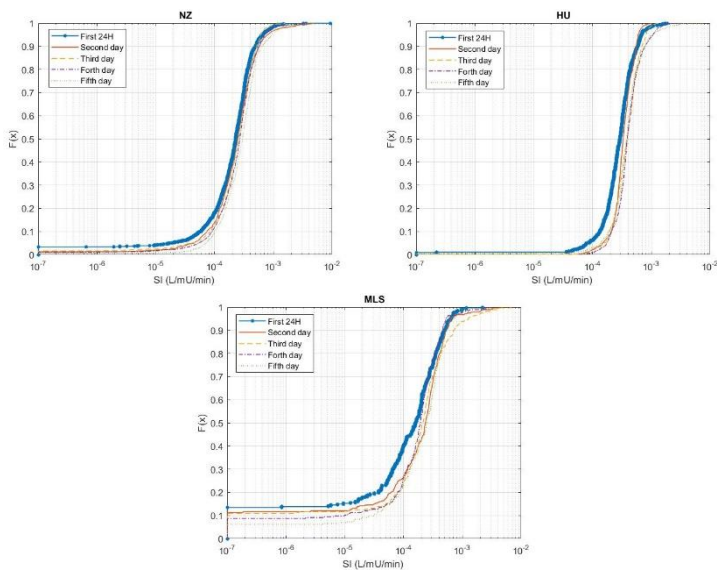 NZ
First 24H
Second day
Third day
Forth day
Fifth day
1
0.9
0.8
0.7
0.6
0.5
0.4
0.3
0.2
0.1
0
F(x)
10^-7
10^-6
10^-5
10^-4
10^-3
10^-2
SI (L/mU/min)
HU
First 24H
Second day
Third day
Forth day
Fifth day
1
0.9
0.8
0.7
0.6
0.5
0.4
0.3
0.2
0.1
0
F(x)
10^-7
10^-6
10^-5
10^-4
10^-3
10^-2
SI (L/mU/min)
MLS
First 24H
Second day
Third day
Forth day
Fifth day
1
0.9
0.8
0.7
0.6
0.5
0.4
0.3
0.2
0.1
0
F(x)
10^-7
10^-6
10^-5
10^-4
10^-3
10^-2
SI (L/mU/min)